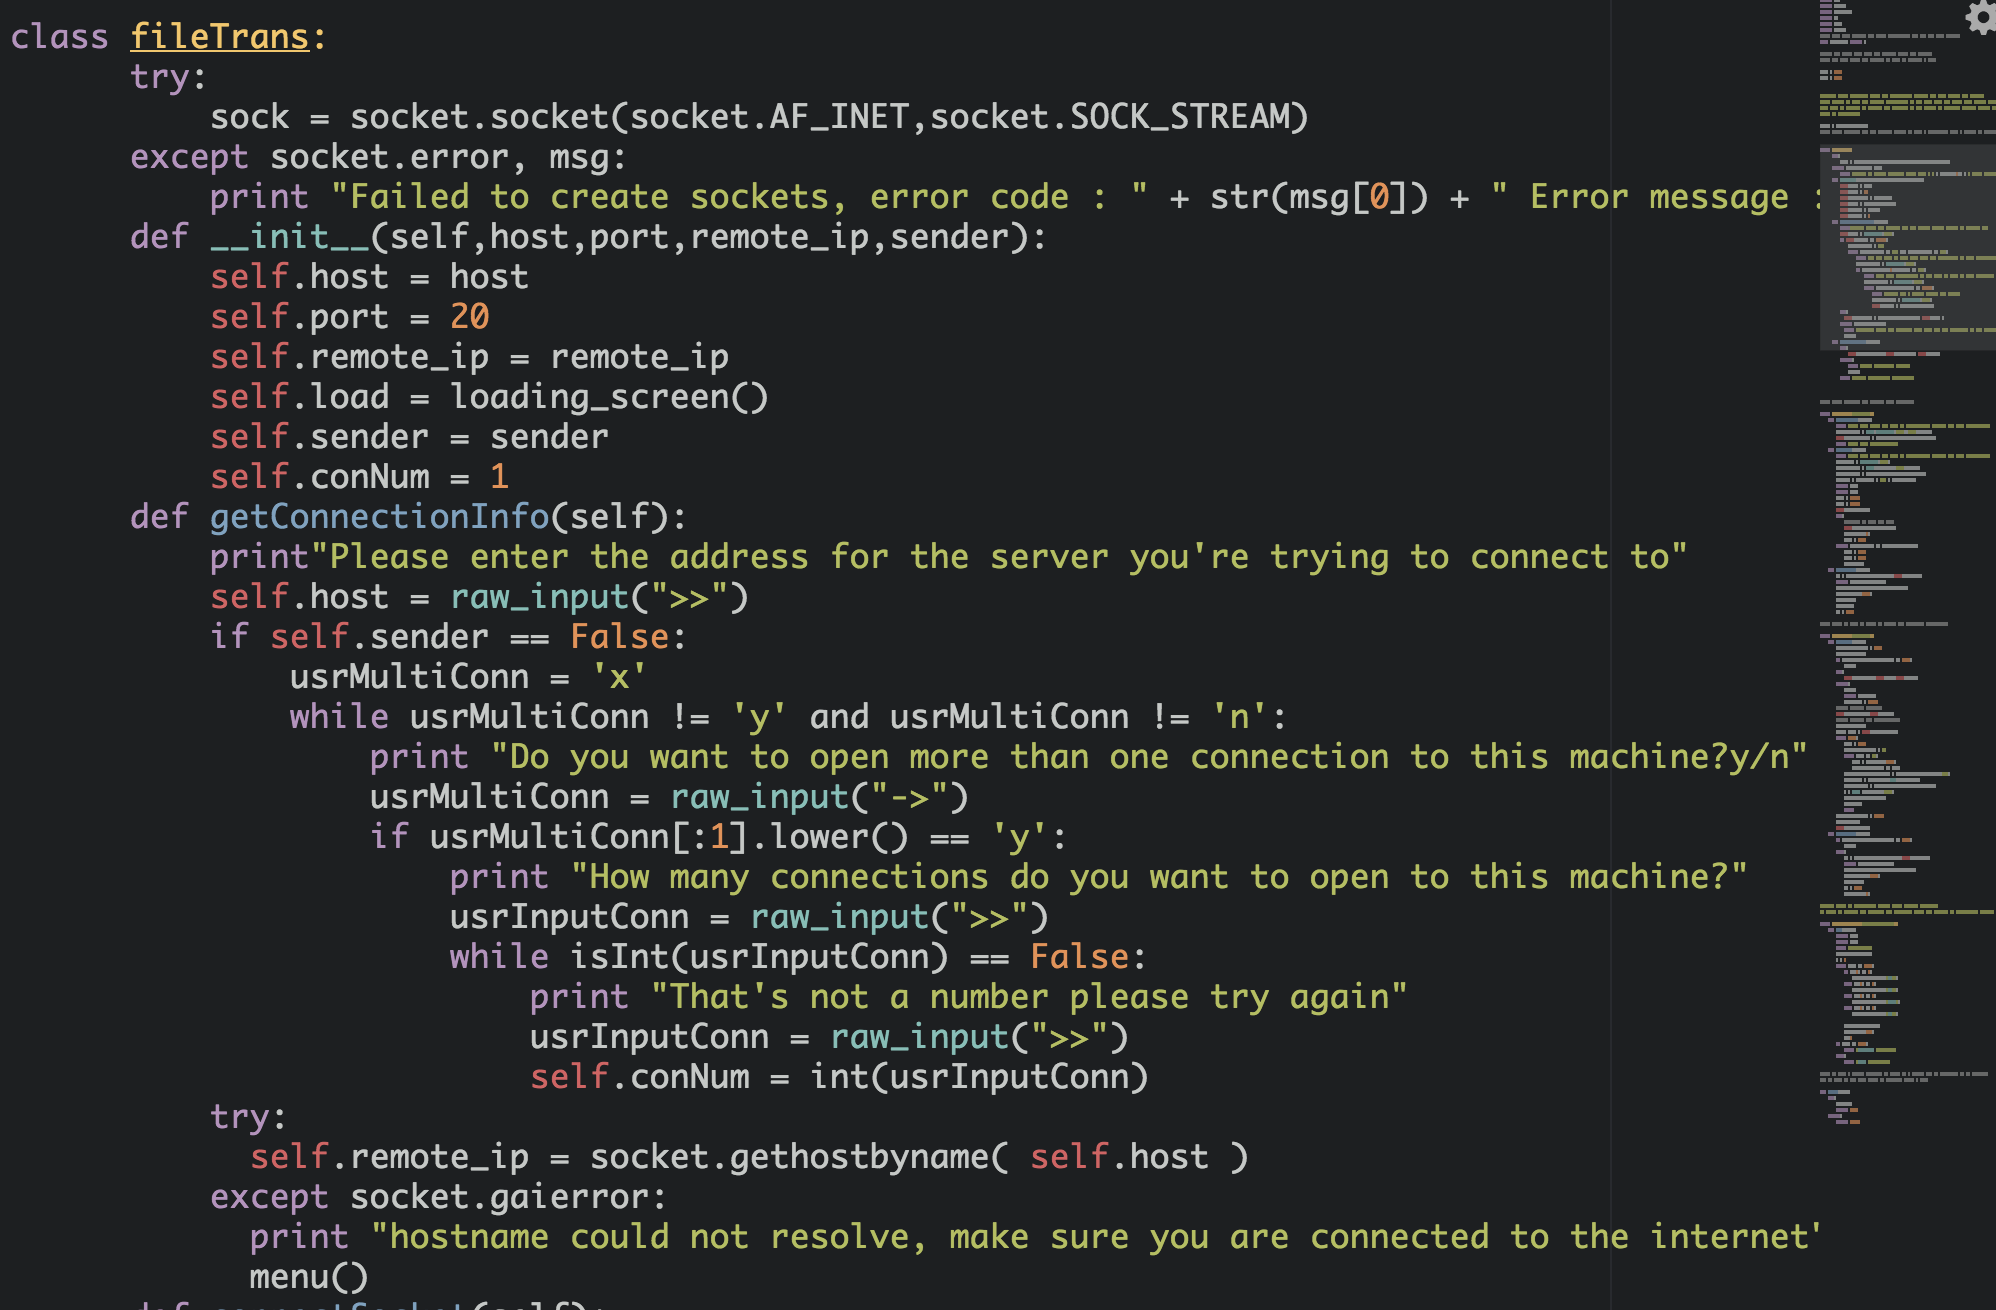 class fileTrans:
try:
sock = socket.socket(socket.AF_INET,socket.SOCK_STREAM)
except socket.error, msg:
print "Failed to create sockets, error code : " + str(msg[0]) + " Error message :
def __init__(self,host,port,remote_ip,sender):
self.host = host
self.port = 20
self.remote_ip = remote_ip
self.load = loading_screen()
self.sender = sender
self.conNum = 1
def getConnectionInfo(self):
print"Please enter the address for the server you're trying to connect to"
self.host = raw_input(">>")
if self.sender == False:
usrMultiConn = 'x'
while usrMultiConn != 'y' and usrMultiConn != 'n':
print "Do you want to open more than one connection to this machine?y/n"
usrMultiConn = raw_input("->")
if usrMultiConn[:1].lower() == 'y':
print "How many connections do you want to open to this machine?"
usrInputConn = raw_input(">>")
while isInt(usrInputConn) == False:
print "That's not a number please try again"
usrInputConn = raw_input(">>")
self.conNum = int(usrInputConn)
try:
self.remote_ip = socket.gethostbyname( self.host )
except socket.gaierror:
print "hostname could not resolve, make sure you are connected to the internet"
menu()